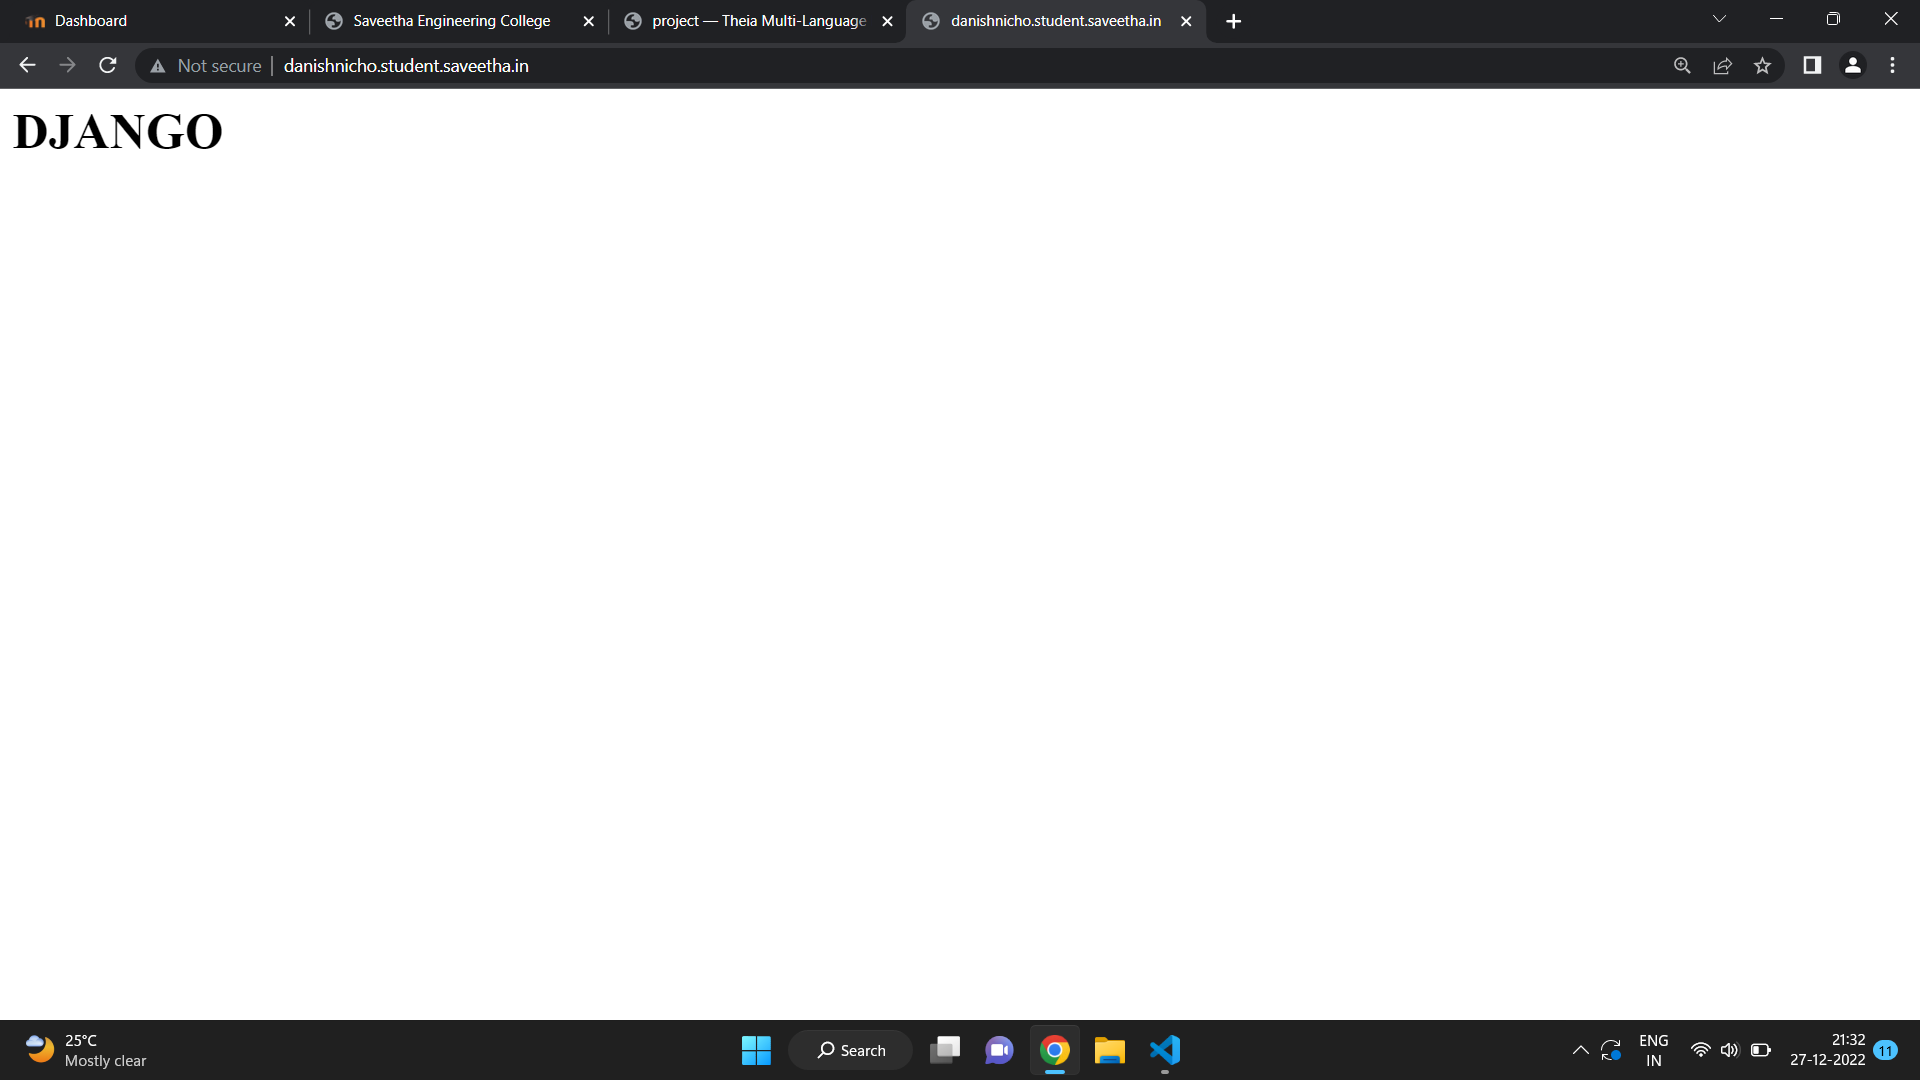 Dashboard
Saveetha Engineering College
project — Theia Multi-Language
danishnicho.student.saveetha.in
Not secure
danishnicho.student.saveetha.in
DJANGO
25°C
Mostly clear
Search
ENG
IN
21:32
27-12-2022
11